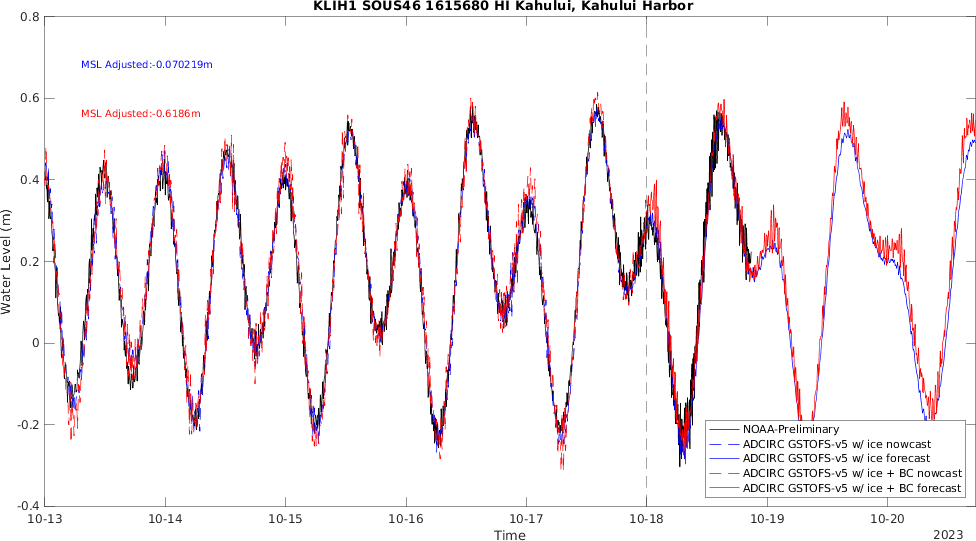 KLIH1 SOUS46 1615680 HI Kahului, Kahului Harbor
0.8
MSL Adjusted:-0.070219m
0.6
MSL Adjusted:-0.6186m
0.4
Water Level (m)
0.2
0
-0.2
NOAA-Preliminary
ADCIRC GSTOFS-v5 w/ ice nowcast
ADCIRC GSTOFS-v5 w/ ice forecast
ADCIRC GSTOFS-v5 w/ ice + BC nowcast
ADCIRC GSTOFS-v5 w/ ice + BC forecast
-0.4
10-13 10-14 10-15 10-16 10-17 10-18 10-19 10-20
Time 2023